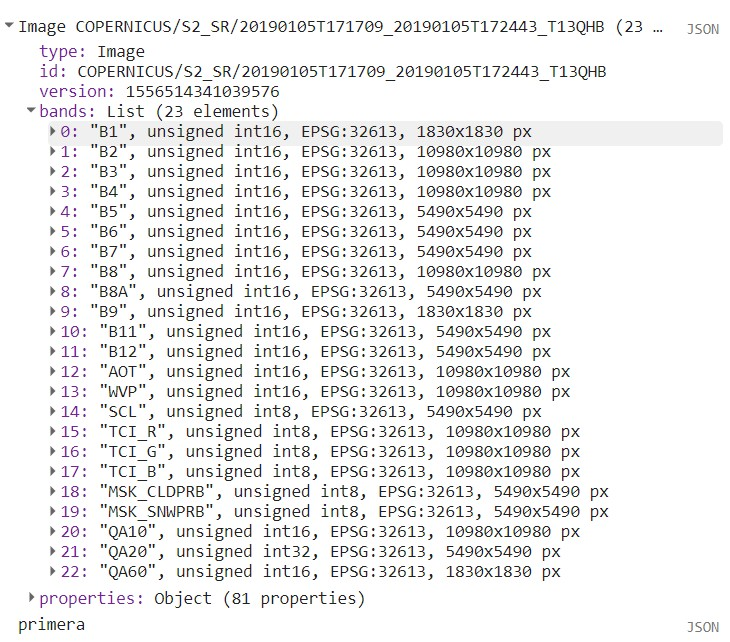 Image COPERNICUS/S2_SR/20190105T171709_20190105T172443_T13QHB (23 … JSON
type: Image
id: COPERNICUS/S2_SR/20190105T171709_20190105T172443_T13QHB
version: 1556514341039576
bands: List (23 elements)
0: "B1", unsigned int16, EPSG:32613, 1830x1830 px
1: "B2", unsigned int16, EPSG:32613, 10980x10980 px
2: "B3", unsigned int16, EPSG:32613, 10980x10980 px
3: "B4", unsigned int16, EPSG:32613, 10980x10980 px
4: "B5", unsigned int16, EPSG:32613, 5490x5490 px
5: "B6", unsigned int16, EPSG:32613, 5490x5490 px
6: "B7", unsigned int16, EPSG:32613, 5490x5490 px
7: "B8", unsigned int16, EPSG:32613, 10980x10980 px
8: "B8A", unsigned int16, EPSG:32613, 5490x5490 px
9: "B9", unsigned int16, EPSG:32613, 1830x1830 px
10: "B11", unsigned int16, EPSG:32613, 5490x5490 px
11: "B12", unsigned int16, EPSG:32613, 5490x5490 px
12: "AOT", unsigned int16, EPSG:32613, 10980x10980 px
13: "WVP", unsigned int16, EPSG:32613, 10980x10980 px
14: "SCL", unsigned int8, EPSG:32613, 5490x5490 px
15: "TCI_R", unsigned int8, EPSG:32613, 10980x10980 px
16: "TCI_G", unsigned int8, EPSG:32613, 10980x10980 px
17: "TCI_B", unsigned int8, EPSG:32613, 10980x10980 px
18: "MSK_CLDPRB", unsigned int8, EPSG:32613, 5490x5490 px
19: "MSK_SNWPRB", unsigned int8, EPSG:32613, 5490x5490 px
20: "QA10", unsigned int16, EPSG:32613, 10980x10980 px
21: "QA20", unsigned int32, EPSG:32613, 5490x5490 px
22: "QA60", unsigned int16, EPSG:32613, 1830x1830 px
properties: Object (81 properties)
primera JSON